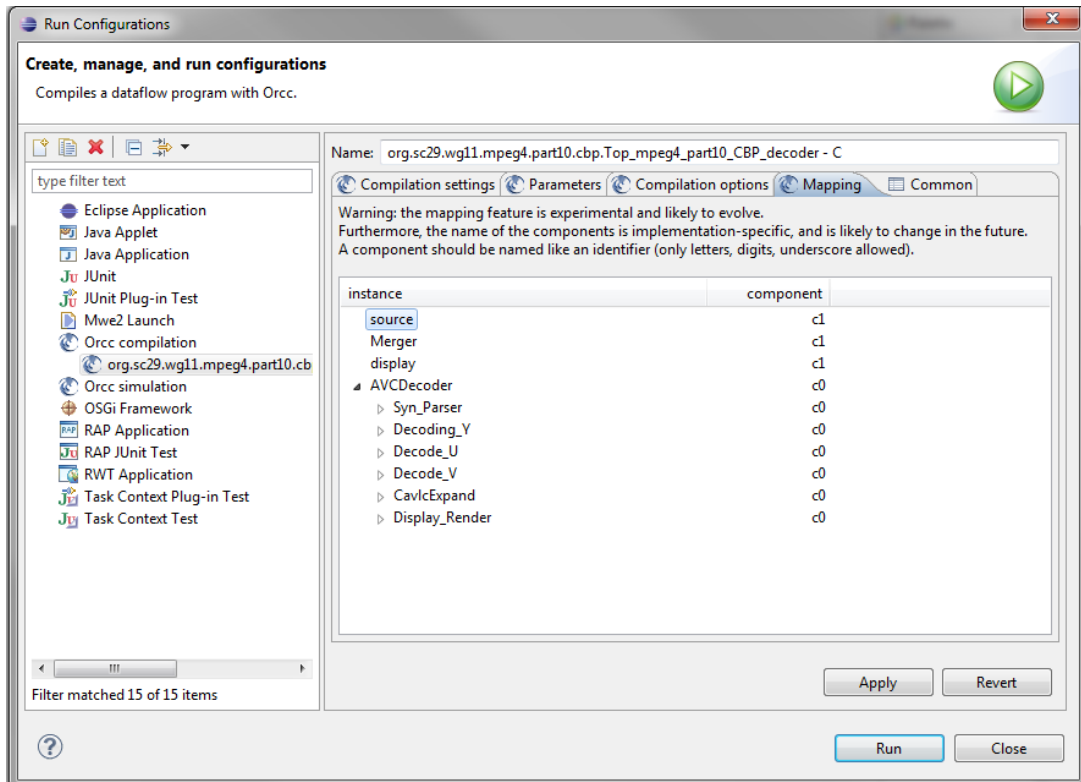 Run Configurations
Create, manage, and run configurations
Compiles a dataflow program with Orcc.
type filter text
Eclipse Application
Java Applet
Java Application
JUnit
JUnit Plug-in Test
Mwe2 Launch
Orcc compilation
org.sc29.wg11.mpeg4.part10.cb
Orcc simulation
OSGi Framework
RAP Application
RAP JUnit Test
RWT Application
Task Context Plug-in Test
Task Context Test
Filter matched 15 of 15 items
Name: org.sc29.wg11.mpeg4.part10.cbp.Top_mpeg4_part10_CBP_decoder - C
Compilation settings Parameters Compilation options Mapping Common
Warning: the mapping feature is experimental and likely to evolve.
Furthermore, the name of the components is implementation-specific, and is likely to change in the future.
A component should be named like an identifier (only letters, digits, underscore allowed).
instance component
source c1
Merger c1
display c1
AVCDecoder c0
Syn_Parser c0
Decoding_Y c0
Decode_U c0
Decode_V c0
CavlcExpand c0
Display_Render c0
Apply Revert
Run Close